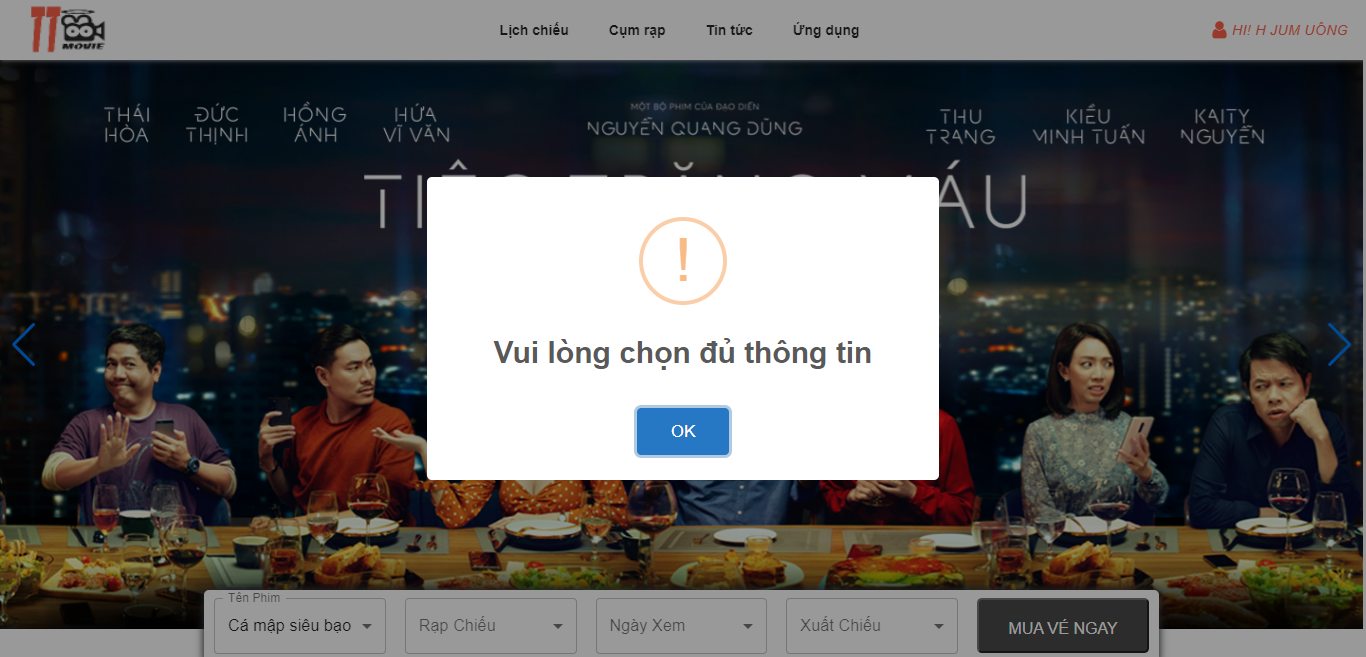 TT
MOVIE
Lịch chiếu
Cụm rạp
Tin tức
Ứng dụng
HI! H JUM UÔNG
THÁI
HÒA
ĐỨC
THỊNH
HỒNG
ÁNH
HỨA
VĨ VĂN
MỘT BỘ PHIM CỦA ĐẠO DIỄN
NGUYỄN QUANG DŨNG
THU
TRANG
KIỀU
MINH TUẤN
KAITY
NGUYỄN
!
Vui lòng chọn đủ thông tin
OK
Tên Phim
Cá mập siêu bạo
Rạp Chiếu
Ngày Xem
Xuất Chiếu
MUA VÉ NGAY